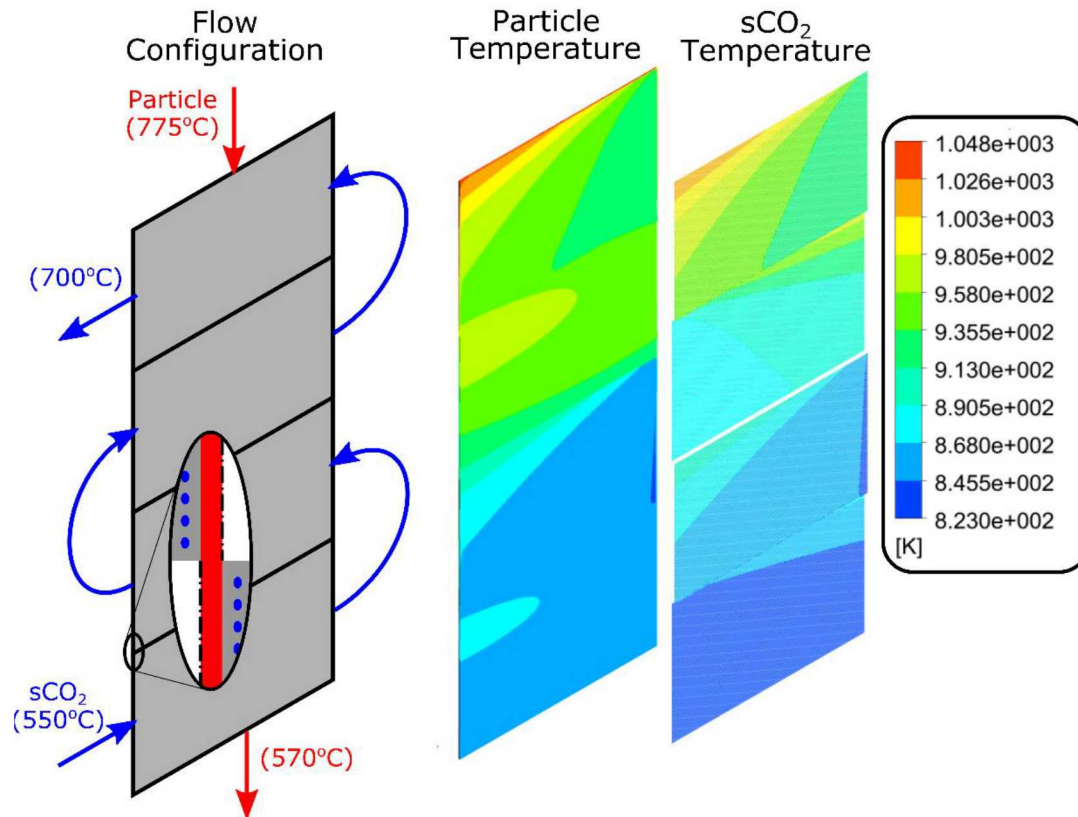 Flow
Configuration
Particle
Temperature
sCO₂
Temperature
Particle
(775°C)
(700°C)
sCO₂
(550°C)
(570°C)
1.048e+003
1.026e+003
1.003e+003
9.805e+002
9.580e+002
9.355e+002
9.130e+002
8.905e+002
8.680e+002
8.455e+002
8.230e+002
[K]